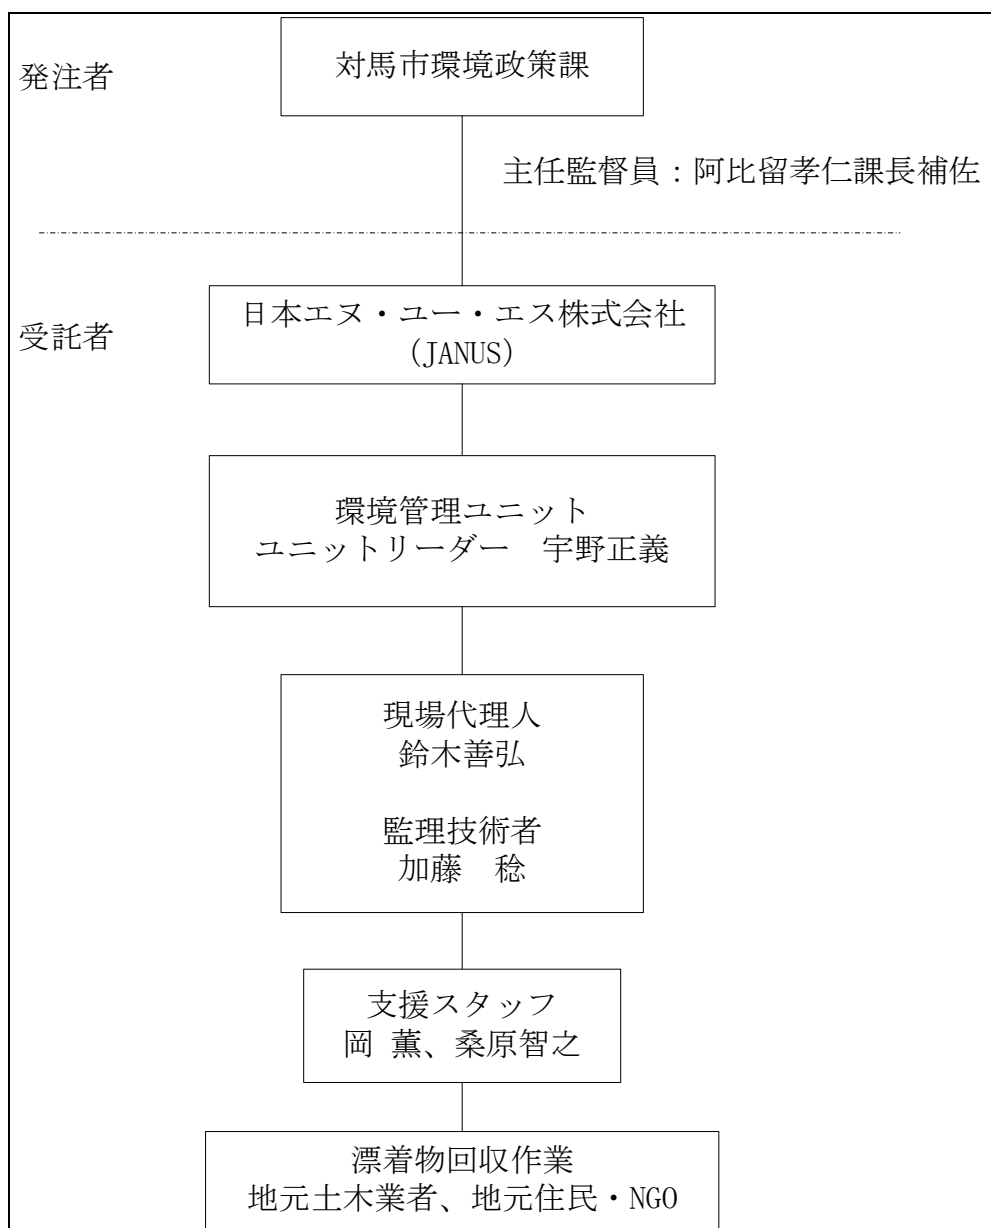 発注者
対馬市環境政策課
主任監督員：阿比留孝仁課長補佐
受託者
日本エヌ・ユー・エス株式会社
（JANUS）
環境管理ユニット
ユニットリーダー　宇野正義
現場代理人
鈴木善弘
監理技術者
加藤　稔
支援スタッフ
岡 薫、桑原智之
漂着物回収作業
地元土木業者、地元住民・NGO